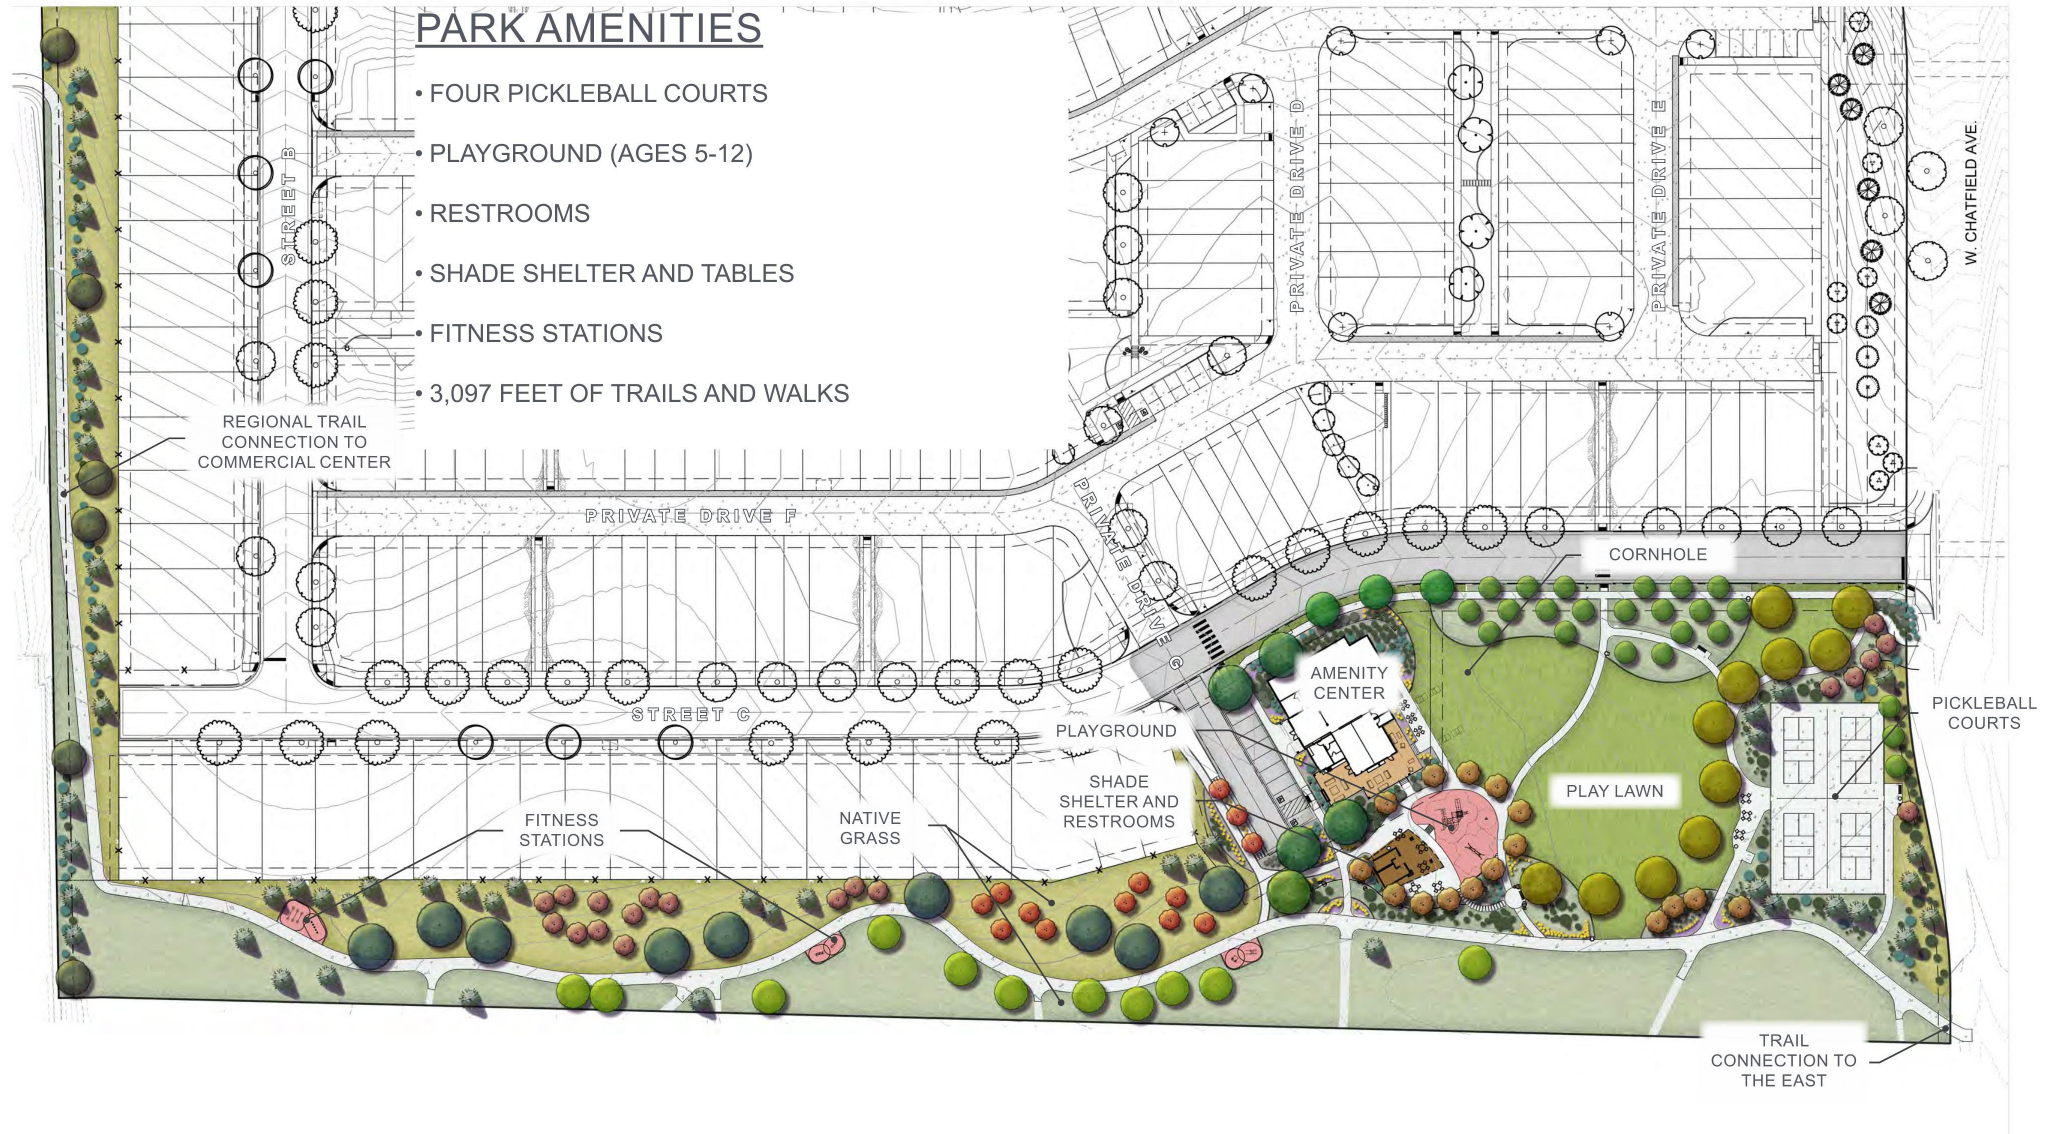 PARK AMENITIES
• FOUR PICKLEBALL COURTS
• PLAYGROUND (AGES 5-12)
• RESTROOMS
• SHADE SHELTER AND TABLES
• FITNESS STATIONS
• 3,097 FEET OF TRAILS AND WALKS
STREET B
PRIVATE DRIVE D
PRIVATE DRIVE E
W. CHATFIELD AVE.
REGIONAL TRAIL
CONNECTION TO
COMMERCIAL CENTER
PRIVATE DRIVE F
PRIVATE DRIVE G
CORNHOLE
AMENITY
CENTER
STREET C
PLAYGROUND
PICKLEBALL
COURTS
SHADE
SHELTER AND
RESTROOMS
PLAY LAWN
FITNESS
STATIONS
NATIVE
GRASS
TRAIL
CONNECTION TO
THE EAST